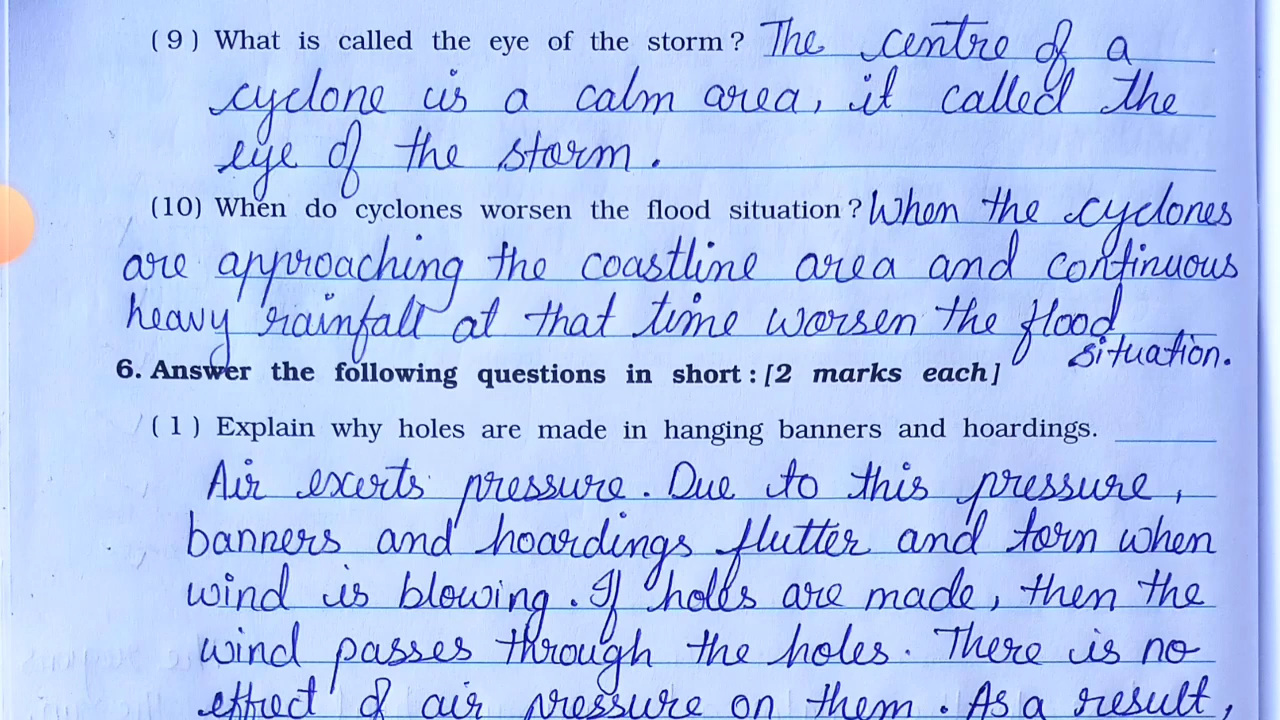 (9) What is called the eye of the storm? The centre of a
cyclone is a calm area, it called the
eye of the storm.
(10) When do cyclones worsen the flood situation? When the cyclones
are approaching the coastline area and continuous
heavy rainfall at that time worsen the flood
situation.
6. Answer the following questions in short : [2 marks each]
(1) Explain why holes are made in hanging banners and hoardings.
Air excerts pressure. Due to this pressure,
banners and hoardings flutter and torn when
wind is blowing. If holes are made, then the
wind passes through the holes. There is no
effect of air pressure on them. As a result,